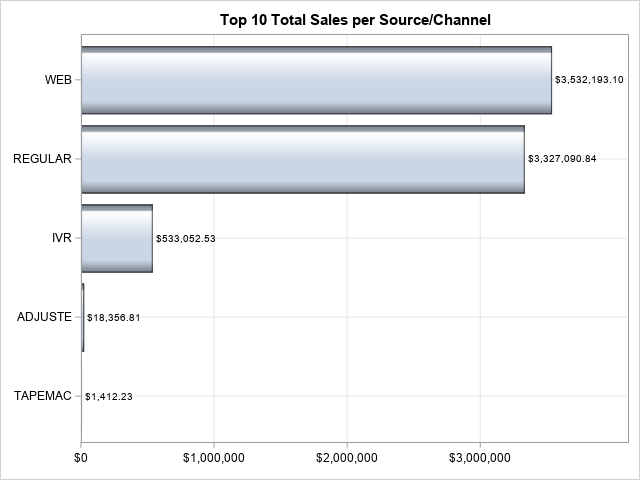 Top 10 Total Sales per Source/Channel
WEB $3,532,193.10
REGULAR $3,327,090.84
IVR $533,052.53
ADJUSTE $18,356.81
TAPEMAC $1,412.23
$0 $1,000,000 $2,000,000 $3,000,000